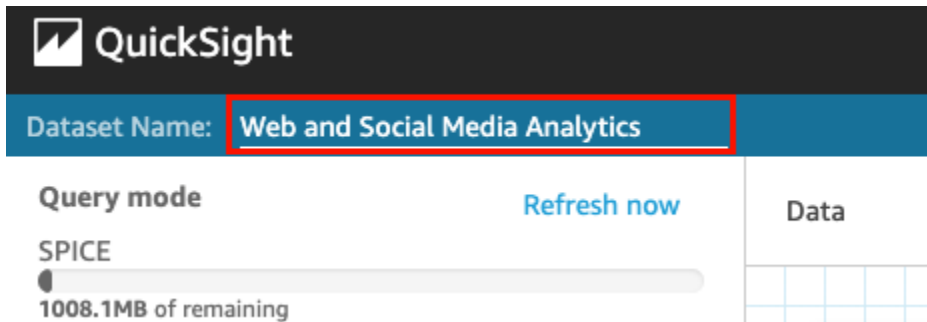 QuickSight
Dataset Name: Web and Social Media Analytics
Query mode Refresh now
Data
SPICE
1008.1MB of remaining